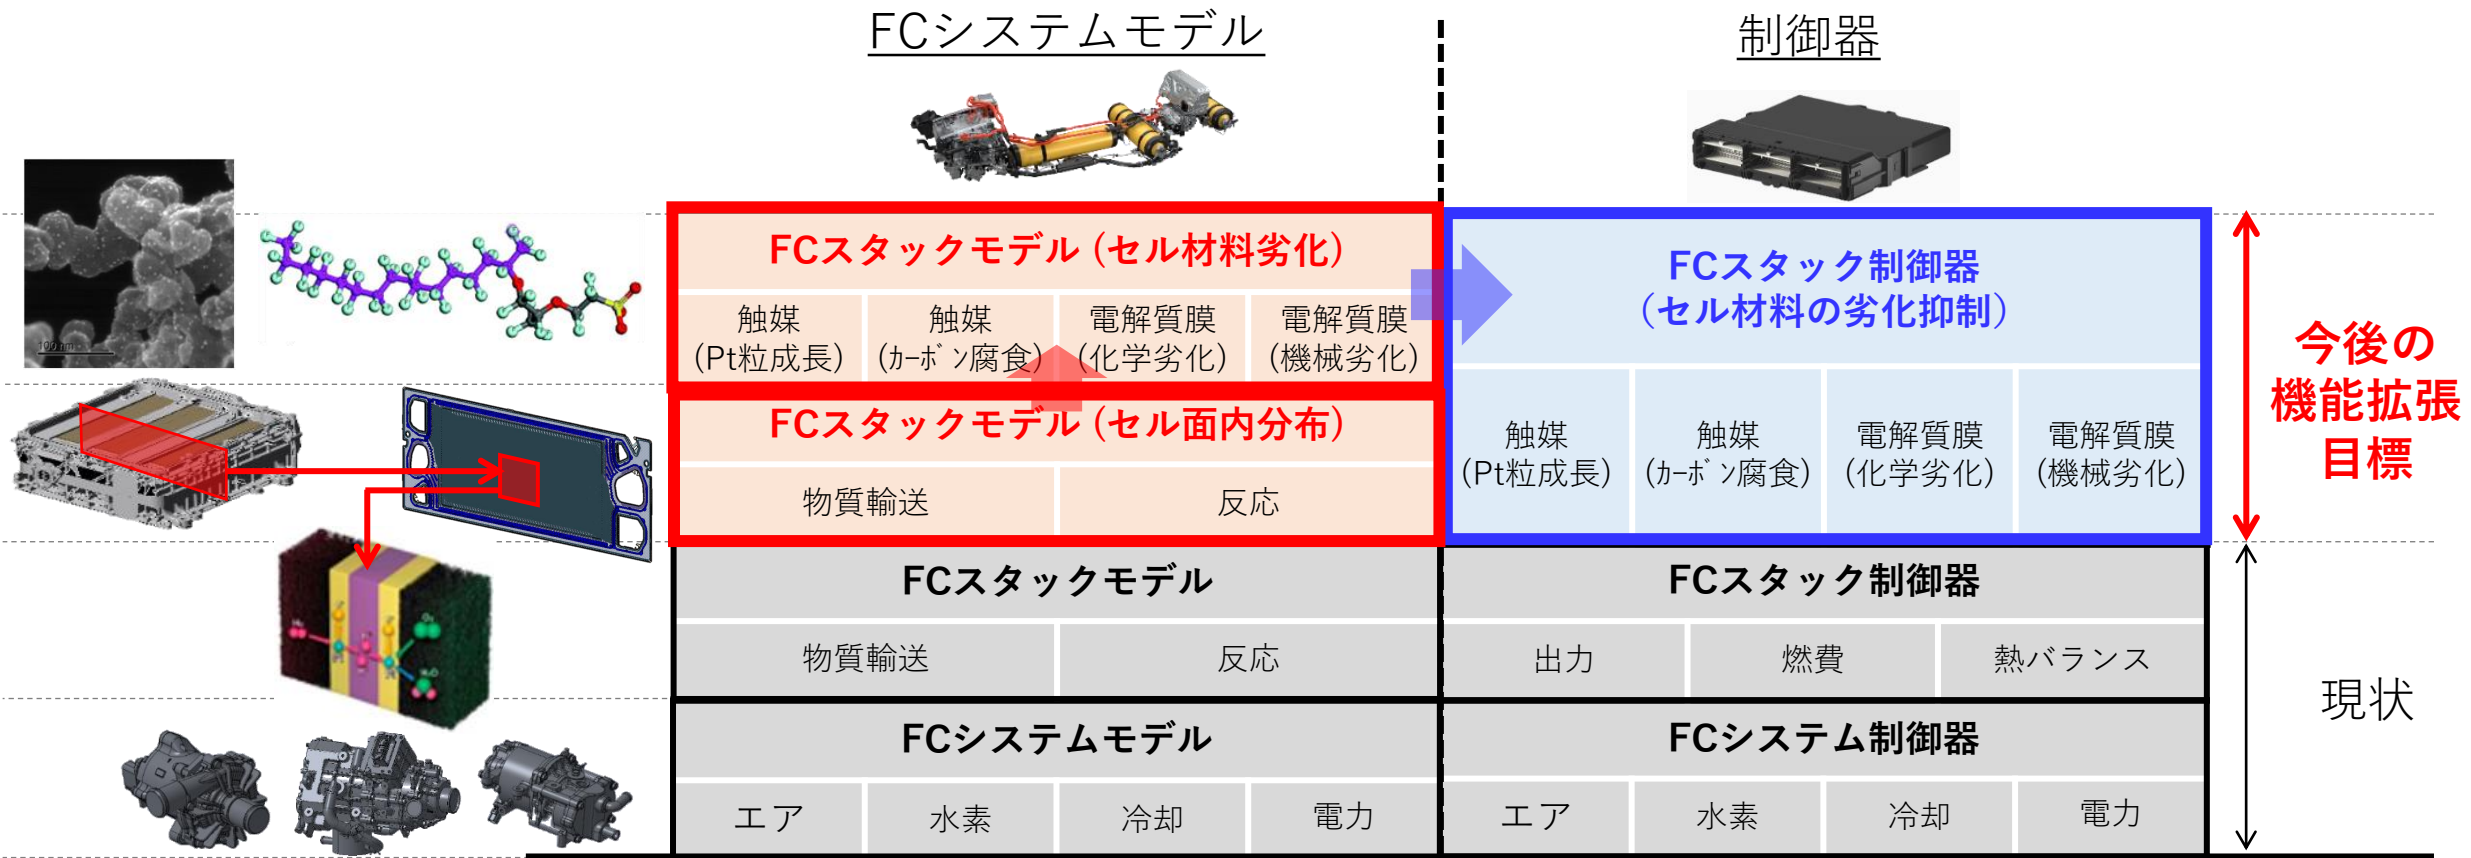 FCシステムモデル
制御器
100 nm
FCスタックモデル (セル材料劣化)
触媒
(Pt粒成長)
触媒
(ｶｰﾎﾞﾝ腐食)
電解質膜
(化学劣化)
電解質膜
(機械劣化)
FCスタックモデル (セル面内分布)
物質輸送
反応
FCスタック制御器
(セル材料の劣化抑制)
触媒
(Pt粒成長)
触媒
(ｶｰﾎﾞﾝ腐食)
電解質膜
(化学劣化)
電解質膜
(機械劣化)
今後の
機能拡張
目標
FCスタックモデル
物質輸送
反応
FCスタック制御器
出力
燃費
熱バランス
FCシステムモデル
エア
水素
冷却
電力
FCシステム制御器
エア
水素
冷却
電力
現状